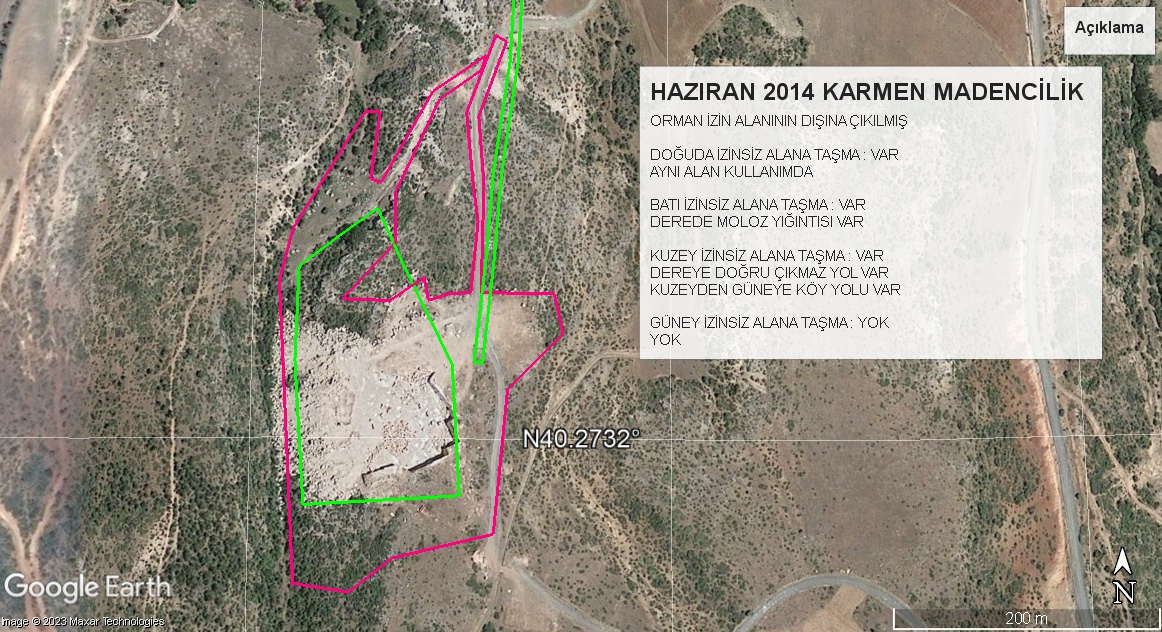 Açıklama
HAZIRAN 2014 KARMEN MADENCİLİK
ORMAN İZİN ALANININ DIŞINA ÇIKILMIŞ
DOĞUDA İZİNSİZ ALANA TAŞMA : VAR
AYNI ALAN KULLANIMDA
BATI İZİNSİZ ALANA TAŞMA : VAR
DEREDE MOLOZ YIĞINTISI VAR
KUZEY İZİNSİZ ALANA TAŞMA : VAR
DEREYE DOĞRU ÇIKMAZ YOL VAR
KUZEYDEN GÜNEYE KÖY YOLU VAR
GÜNEY İZİNSİZ ALANA TAŞMA : YOK
YOK
N40.2732°
Google Earth
N
200 m
Image © 2023 Maxar Technologies